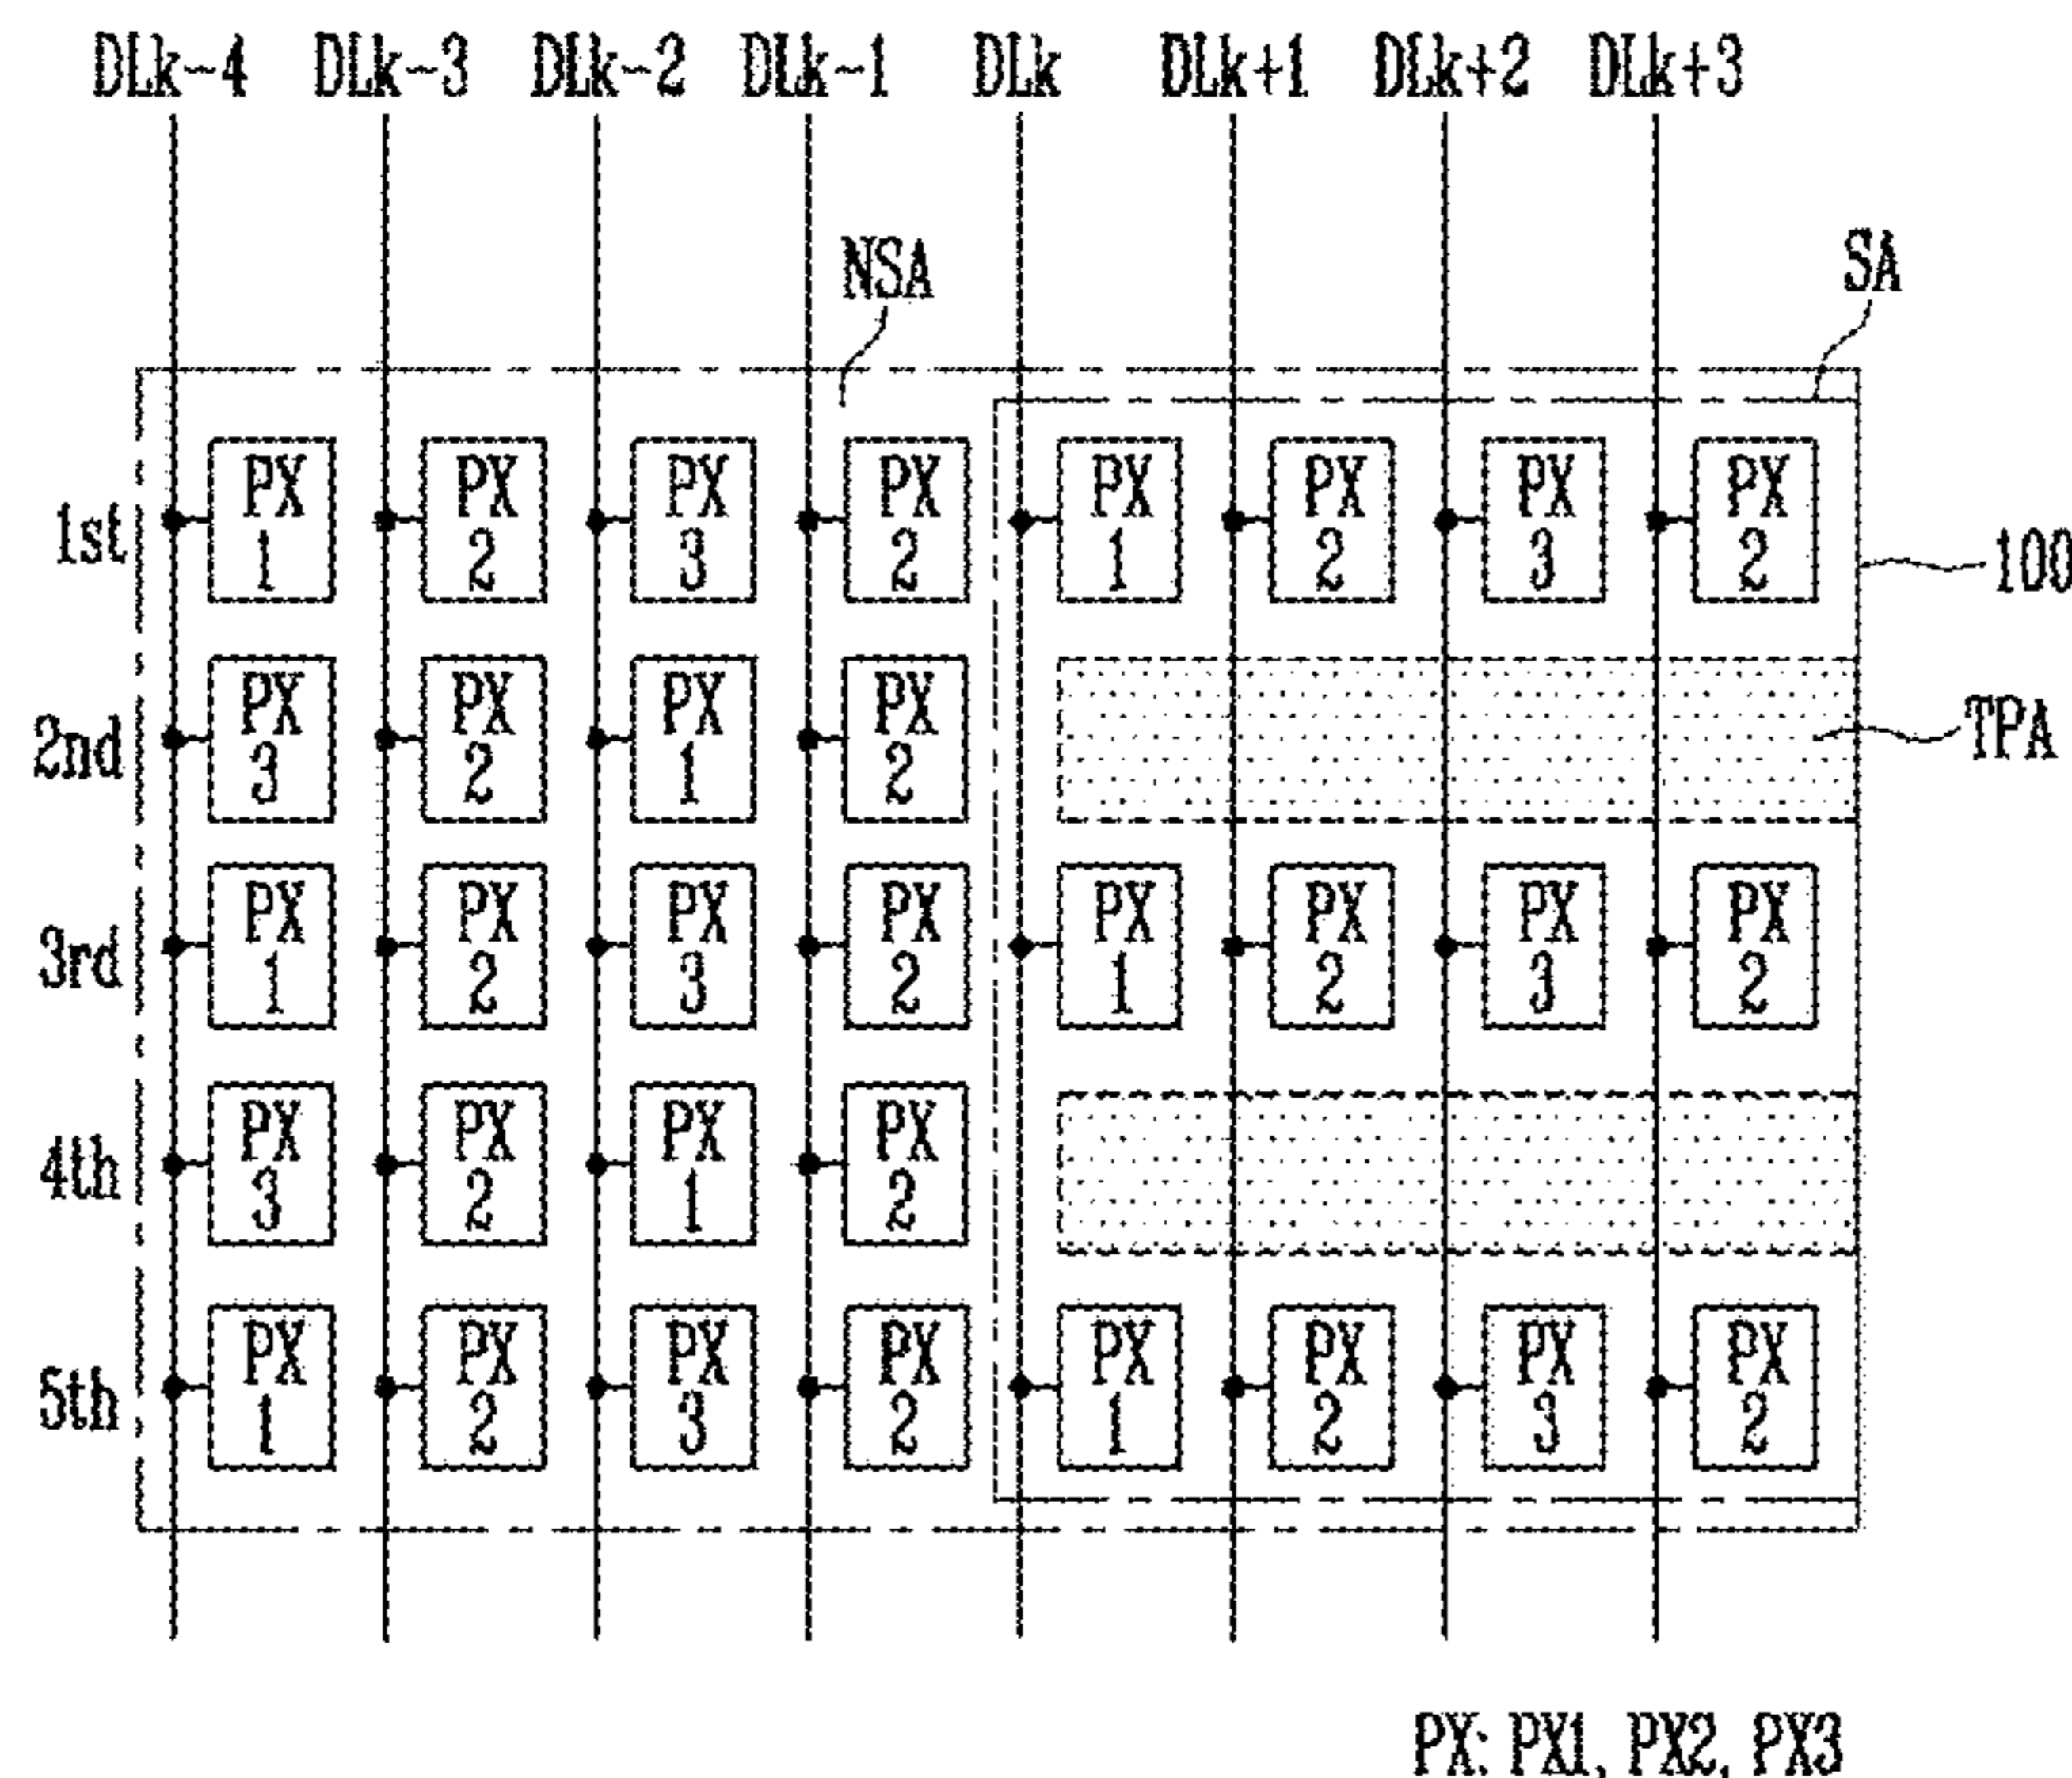 DLk-4 DLk-3 DLk-2 DLk-1 DLk DLk+1 DLk+2 DLk+3
NSA SA
1st PX 1 PX 2 PX 3 PX 2 PX 1 PX 2 PX 3 PX 2 100
2nd PX 3 PX 2 PX 1 PX 2 TPA
3rd PX 1 PX 2 PX 3 PX 2 PX 1 PX 2 PX 3 PX 2
4th PX 3 PX 2 PX 1 PX 2
5th PX 1 PX 2 PX 3 PX 2 PX 1 PX 2 PX 3 PX 2
PX: PX1, PX2, PX3